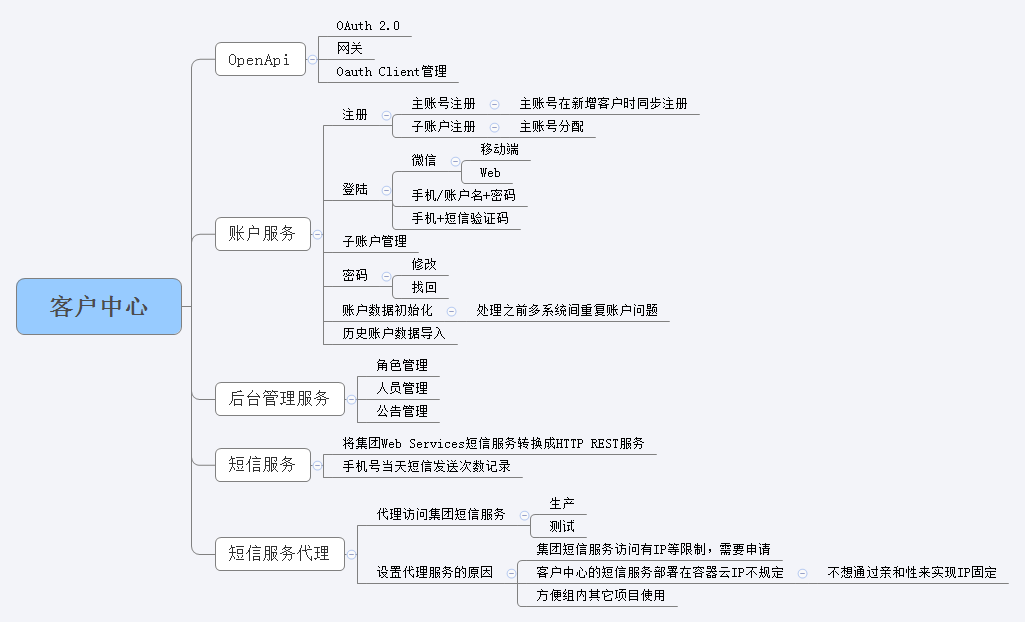 客户中心
OpenApi
OAuth 2.0
网关
Oauth Client管理
账户服务
注册
主账号注册
主账号在新增客户时同步注册
子账户注册
主账号分配
登陆
微信
移动端
Web
手机/账户名+密码
手机+短信验证码
子账户管理
密码
修改
找回
账户数据初始化
处理之前多系统间重复账户问题
历史账户数据导入
后台管理服务
角色管理
人员管理
公告管理
短信服务
将集团Web Services短信服务转换成HTTP REST服务
手机号当天短信发送次数记录
短信服务代理
代理访问集团短信服务
生产
测试
设置代理服务的原因
集团短信服务访问有IP等限制，需要申请
客户中心的短信服务部署在容器云IP不规定
不想通过亲和性来实现IP固定
方便组内其它项目使用